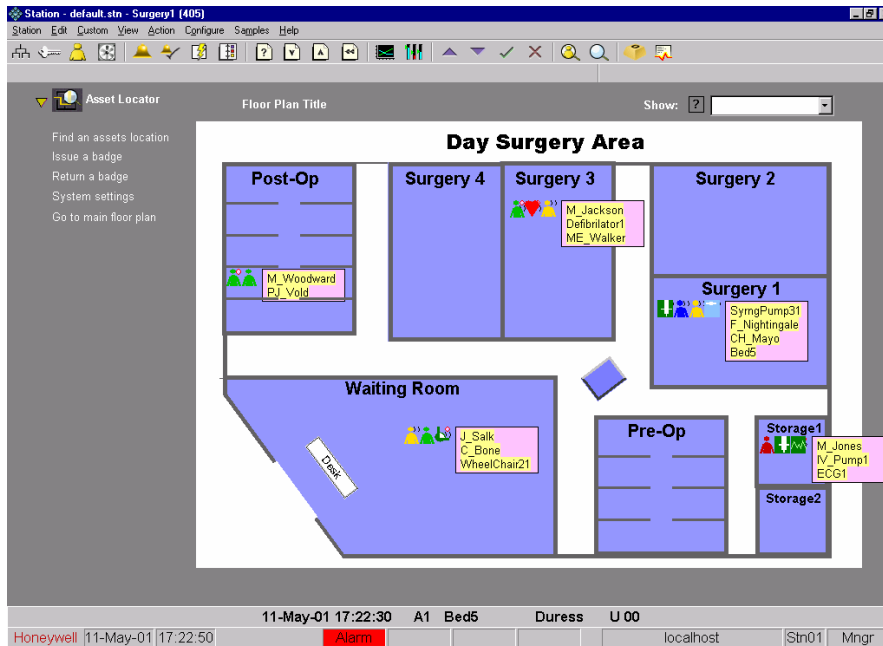 Station - default.stn - Surgery1 (405)
Station Edit Custom View Action Configure Samples Help
Asset Locator
Floor Plan Title
Show: ?
Find an assets location
Issue a badge
Return a badge
System settings
Go to main floor plan
Day Surgery Area
Post-Op
Surgery 4
Surgery 3
Surgery 2
M_Jackson
Defibrilator1
ME_Walker
M_Woodward
PJ_Vold
Surgery 1
SyrngPump31
F_Nightingale
CH_Mayo
Bed5
Waiting Room
J_Salk
C_Bone
WheelChair21
Desk
Pre-Op
Storage1
M_Jones
IV_Pump1
ECG1
Storage2
11-May-01 17:22:30 A1 Bed5 Duress U 00
Honeywell 11-May-01 17:22:50 Alarm localhost Stn01 Mngr